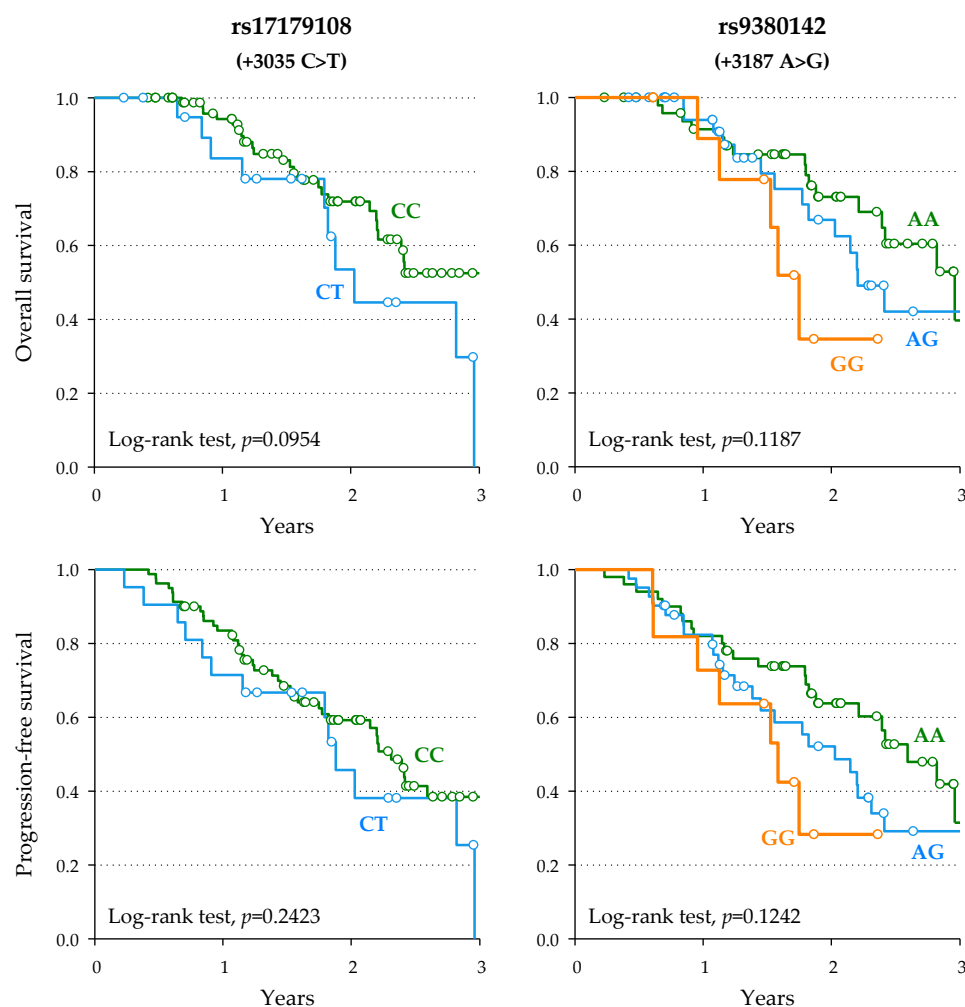 rs17179108
(+3035 C>T)
rs9380142
(+3187 A>G)
Overall survival
1.0
0.8
0.6
0.4
0.2
0.0
CC
CT
Log-rank test, p=0.0954
0 1 2 3
Years
1.0
0.8
0.6
0.4
0.2
0.0
AA
AG
GG
Log-rank test, p=0.1187
0 1 2 3
Years
Progression-free survival
1.0
0.8
0.6
0.4
0.2
0.0
CC
CT
Log-rank test, p=0.2423
0 1 2 3
Years
1.0
0.8
0.6
0.4
0.2
0.0
AA
GG
AG
Log-rank test, p=0.1242
0 1 2 3
Years